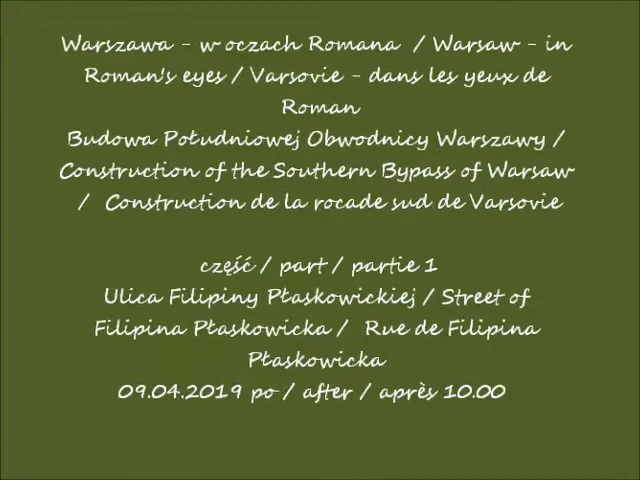 Warszawa - w oczach Romana / Warsaw - in
Roman's eyes / Varsovie - dans les yeux de
Roman
Budowa Południowej Obwodnicy Warszawy /
Construction of the Southern Bypass of Warsaw
/ Construction de la rocade sud de Varsovie
część / part / partie 1
Ulica Filipiny Płaskowickiej / Street of
Filipina Płaskowicka / Rue de Filipina
Płaskowicka
09.04.2019 po / after / après 10.00